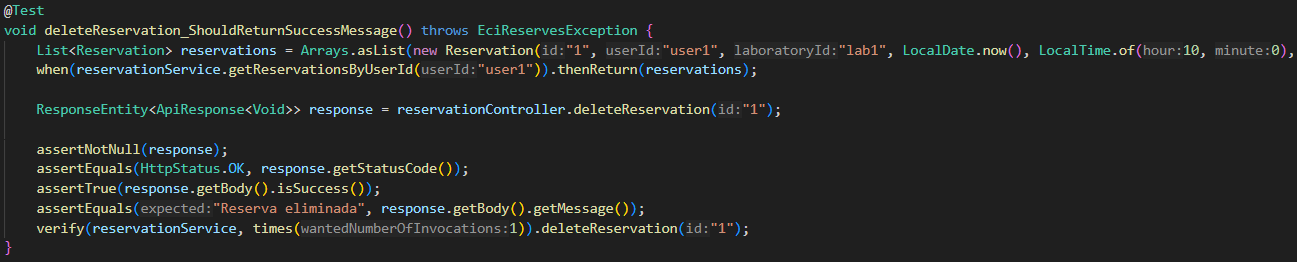 @Test
void deleteReservation_ShouldReturnSuccessMessage() throws EciReservesException {
    List<Reservation> reservations = Arrays.asList(new Reservation(id:"1", userId:"user1", laboratoryId:"lab1", LocalDate.now(), LocalTime.of(hour:10, minute:0),
    when(reservationService.getReservationsByUserId(userId:"user1")).thenReturn(reservations);

    ResponseEntity<ApiResponse<Void>> response = reservationController.deleteReservation(id:"1");

    assertNotNull(response);
    assertEquals(HttpStatus.OK, response.getStatusCode());
    assertTrue(response.getBody().isSuccess());
    assertEquals(expected:"Reserva eliminada", response.getBody().getMessage());
    verify(reservationService, times(wantedNumberOfInvocations:1)).deleteReservation(id:"1");
}